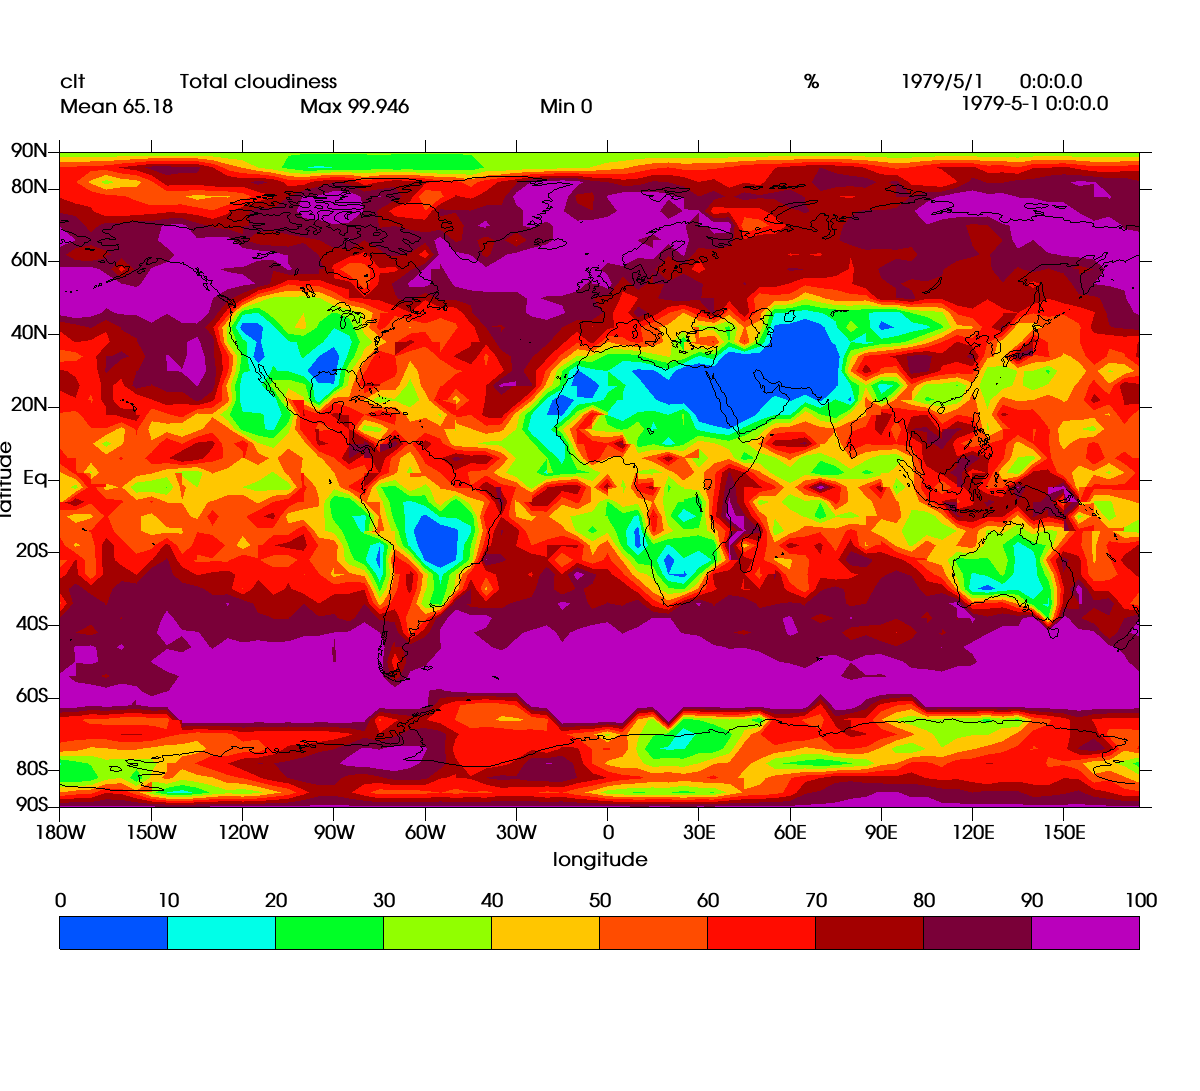 clt Total cloudiness % 1979/5/1 0:0:0.0
Mean 65.18 Max 99.946 Min 0 1979-5-1 0:0:0.0
90N
80N
60N
40N
20N
Eq
20S
40S
60S
80S
90S
latitude
180W 150W 120W 90W 60W 30W 0 30E 60E 90E 120E 150E
longitude
0 10 20 30 40 50 60 70 80 90 100